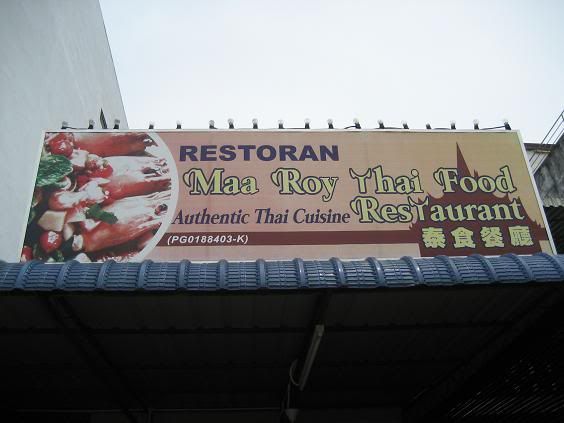 RESTORAN
Maa Roy Thai Food
Authentic Thai Cuisine Restaurant
(PG0188403-K)
泰食餐廳